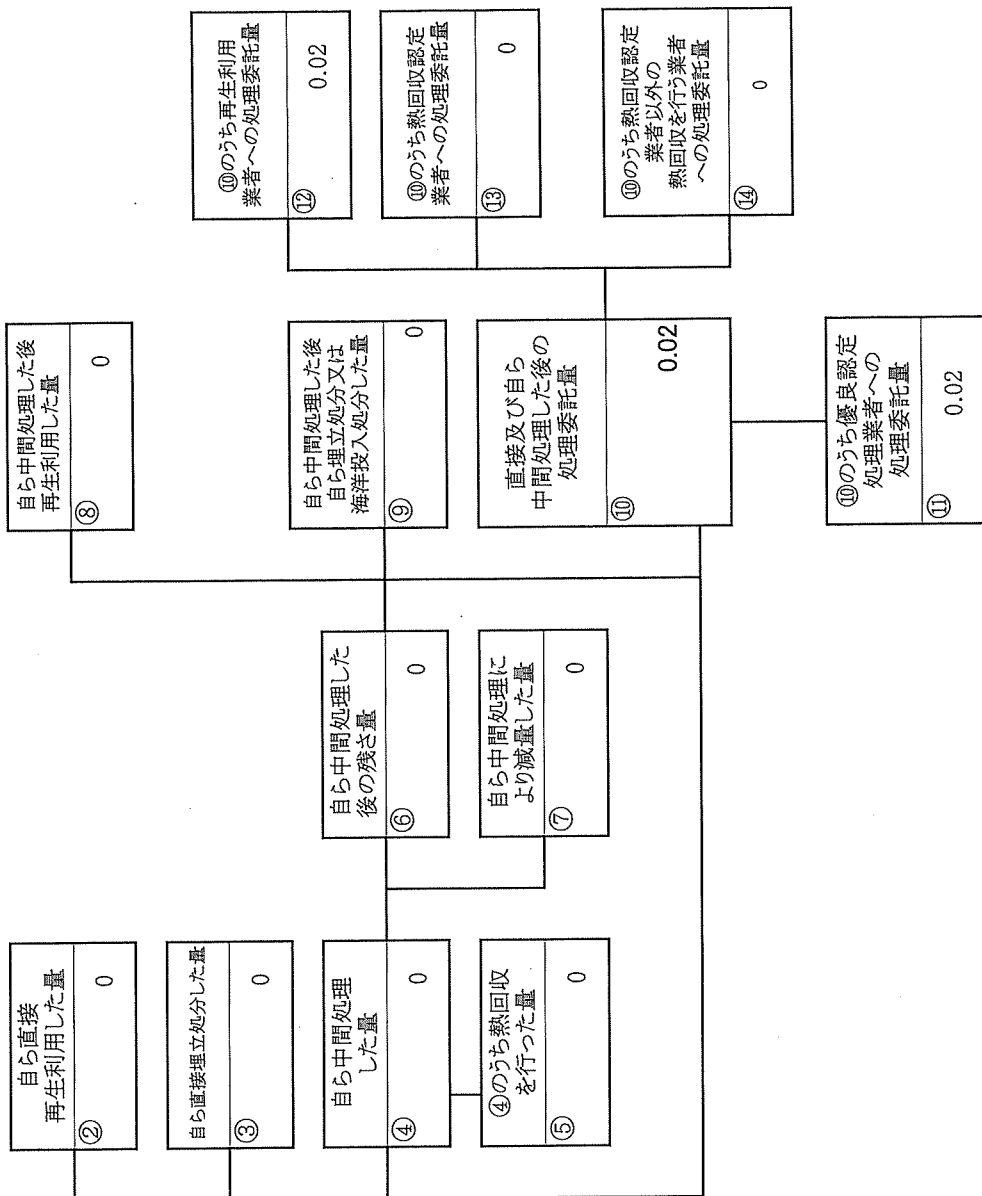 自ら直接
再生利用した量
②
0
自ら直接埋立処分した量
③
0
自ら中間処理
した量
④
0
④のうち熱回収
を行った量
⑤
0
自ら中間処理した
後の残さ量
⑥
0
自ら中間処理に
より減量した量
⑦
0
自ら中間処理した後
再生利用した量
⑧
0
自ら中間処理した後
自ら埋立処分又は
海洋投入処分した量
⑨
0
直接及び自ら
中間処理した後の
処理委託量
⑩
0.02
⑩のうち優良認定
処理業者への
処理委託量
⑪
0.02
⑩のうち再生利用
業者への処理委託量
⑫
0.02
⑩のうち熱回収認定
業者への処理委託量
⑬
0
⑩のうち熱回収認定
業者以外の
熱回収を行う業者
への処理委託量
⑭
0